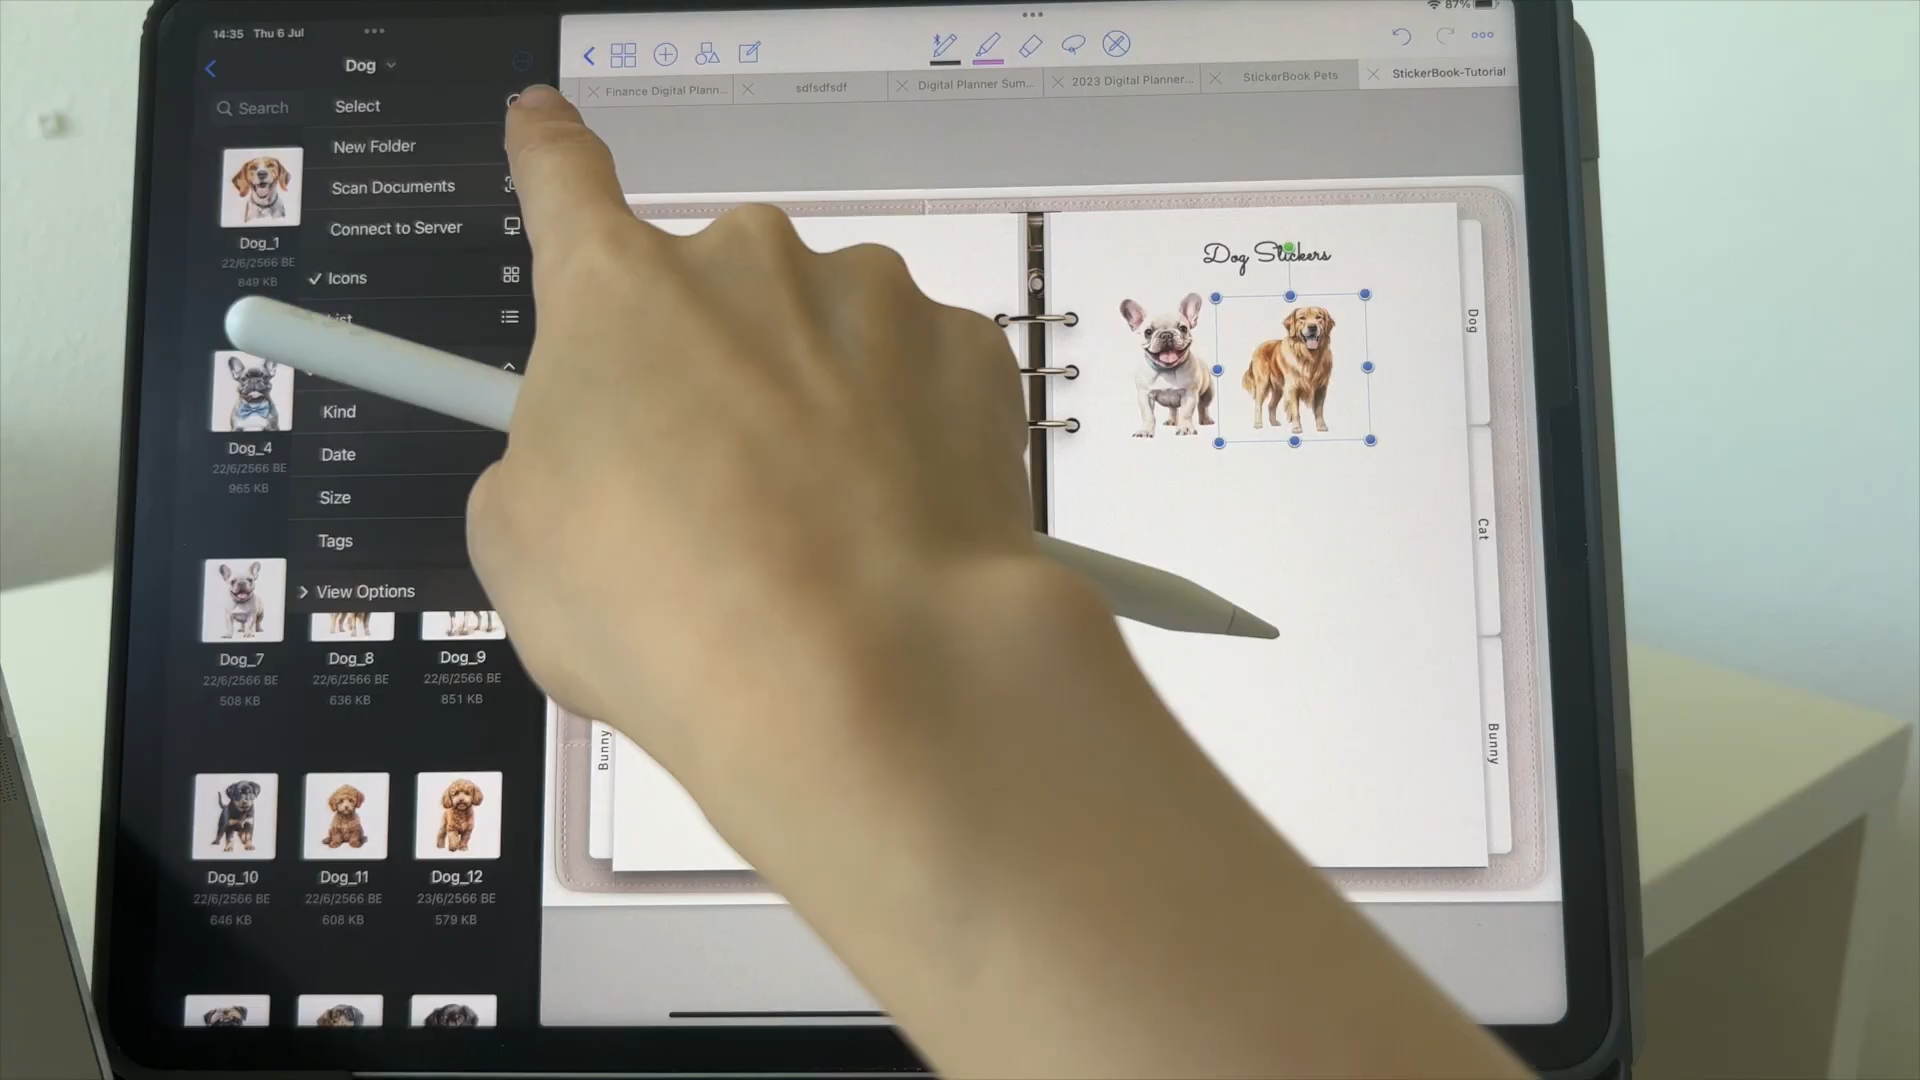 14:35 Thu 6 Jul
87%
Dog
Search
Select
New Folder
Scan Documents
Connect to Server
Icons
Kind
Date
Size
Tags
View Options
Dog_1
22/6/2566 BE
849 KB
Dog_4
22/6/2566 BE
965 KB
Dog_7
22/6/2566 BE
508 KB
Dog_8
22/6/2566 BE
636 KB
Dog_9
22/6/2566 BE
851 KB
Dog_10
22/6/2566 BE
646 KB
Dog_11
22/6/2566 BE
608 KB
Dog_12
23/6/2566 BE
579 KB
Finance Digital Plann...
sdfsdfsdf
Digital Planner Sum...
2023 Digital Planner...
StickerBook Pets
StickerBook-Tutorial
Dog Stickers
Dog
Cat
Bunny
Bunny